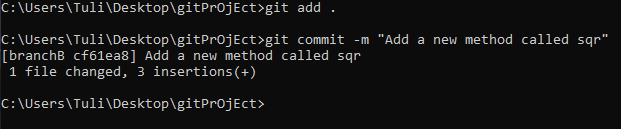 C:\Users\Tuli\Desktop\gitPrOjEct>git add .
C:\Users\Tuli\Desktop\gitPrOjEct>git commit -m "Add a new method called sqr"
[branchB cf61ea8] Add a new method called sqr
 1 file changed, 3 insertions(+)
C:\Users\Tuli\Desktop\gitPrOjEct>